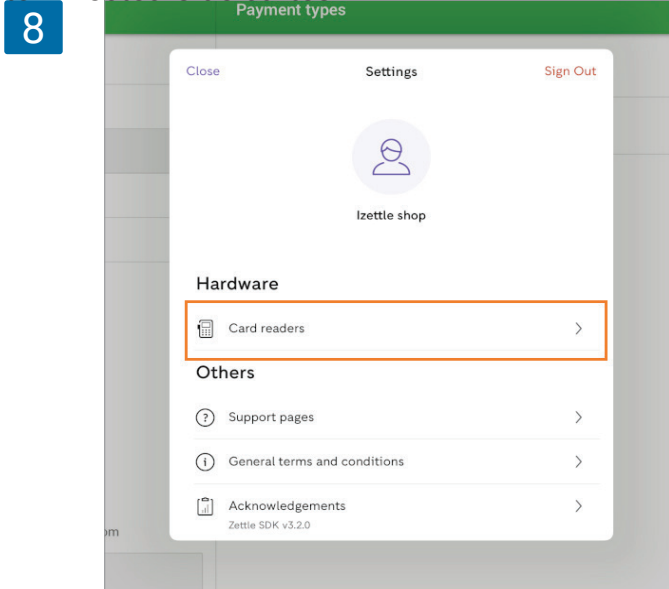 8
Payment types
Close
Settings
Sign Out
Izettle shop
Hardware
Card readers
Others
Support pages
General terms and conditions
Acknowledgements
Zettle SDK v3.2.0
om